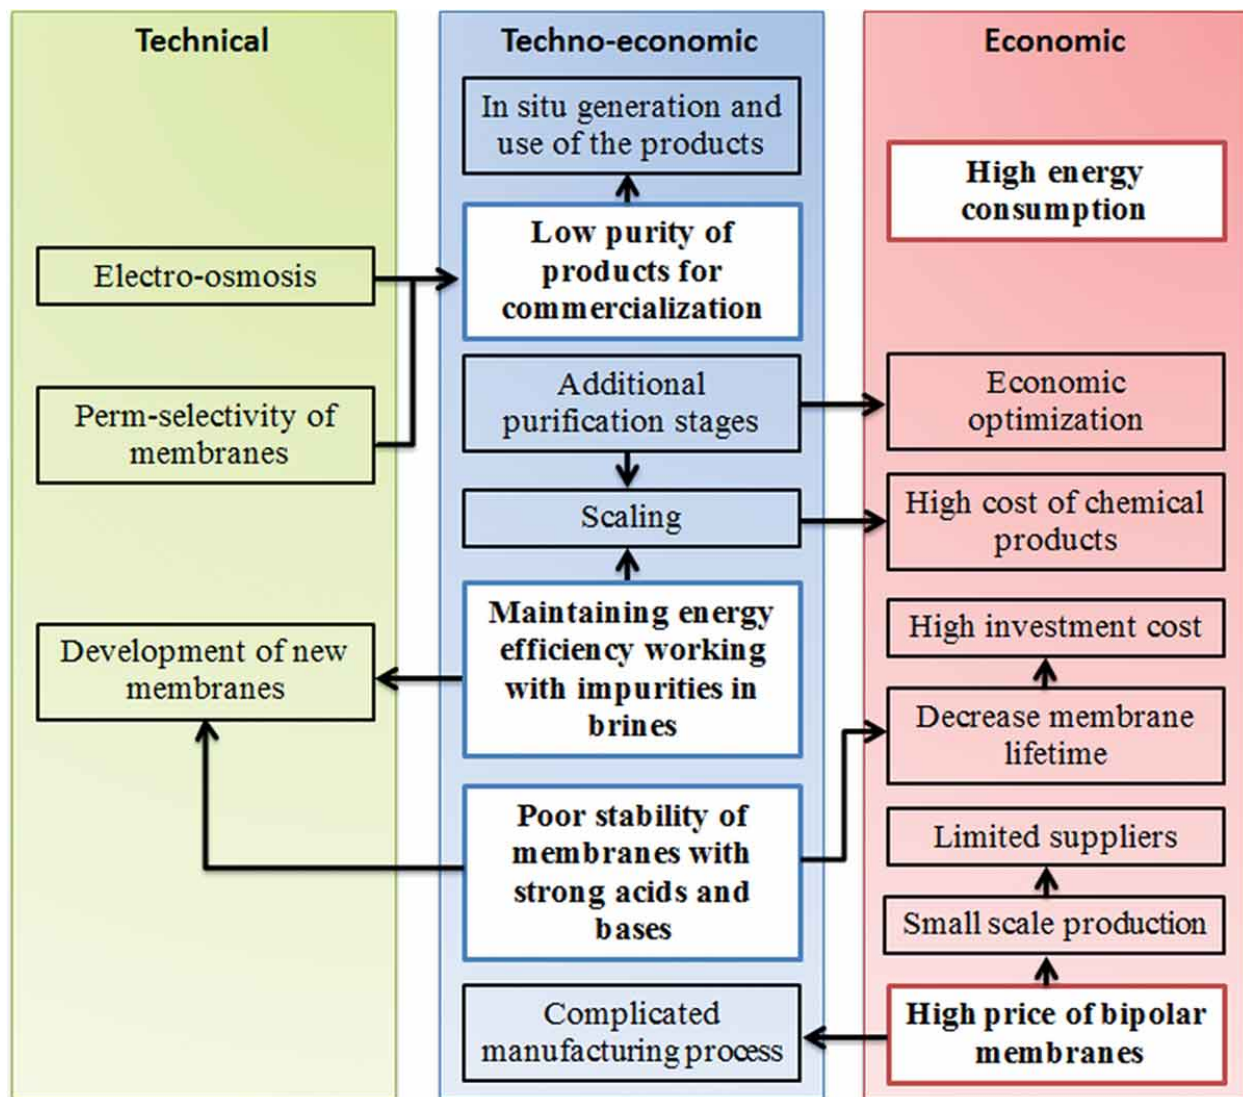 Technical
Electro-osmosis
Perm-selectivity of
membranes
Development of new
membranes
Techno-economic
In situ generation and
use of the products
Low purity of
products for
commercialization
Additional
purification stages
Scaling
Maintaining energy
efficiency working
with impurities in
brines
Poor stability of
membranes with
strong acids and
bases
Complicated
manufacturing process
Economic
High energy
consumption
Economic
optimization
High cost of chemical
products
High investment cost
Decrease membrane
lifetime
Limited suppliers
Small scale production
High price of bipolar
membranes